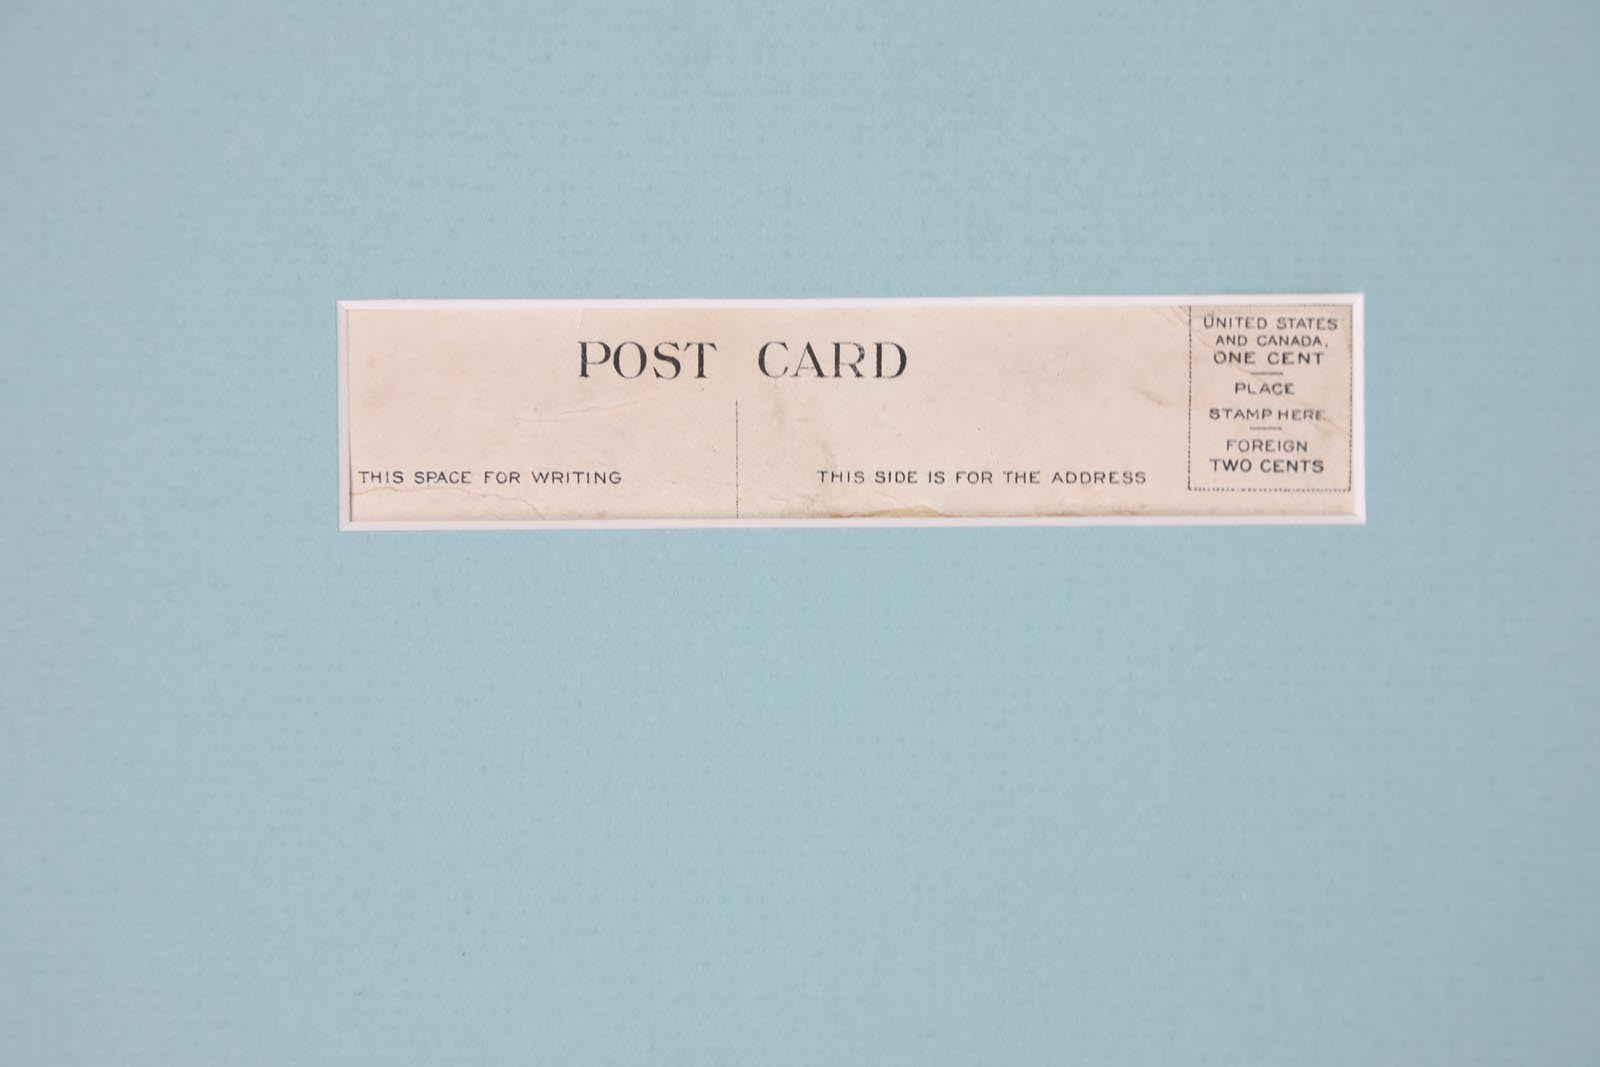 POST CARD
THIS SPACE FOR WRITING
THIS SIDE IS FOR THE ADDRESS
UNITED STATES
AND CANADA,
ONE CENT
PLACE
STAMP HERE
FOREIGN
TWO CENTS